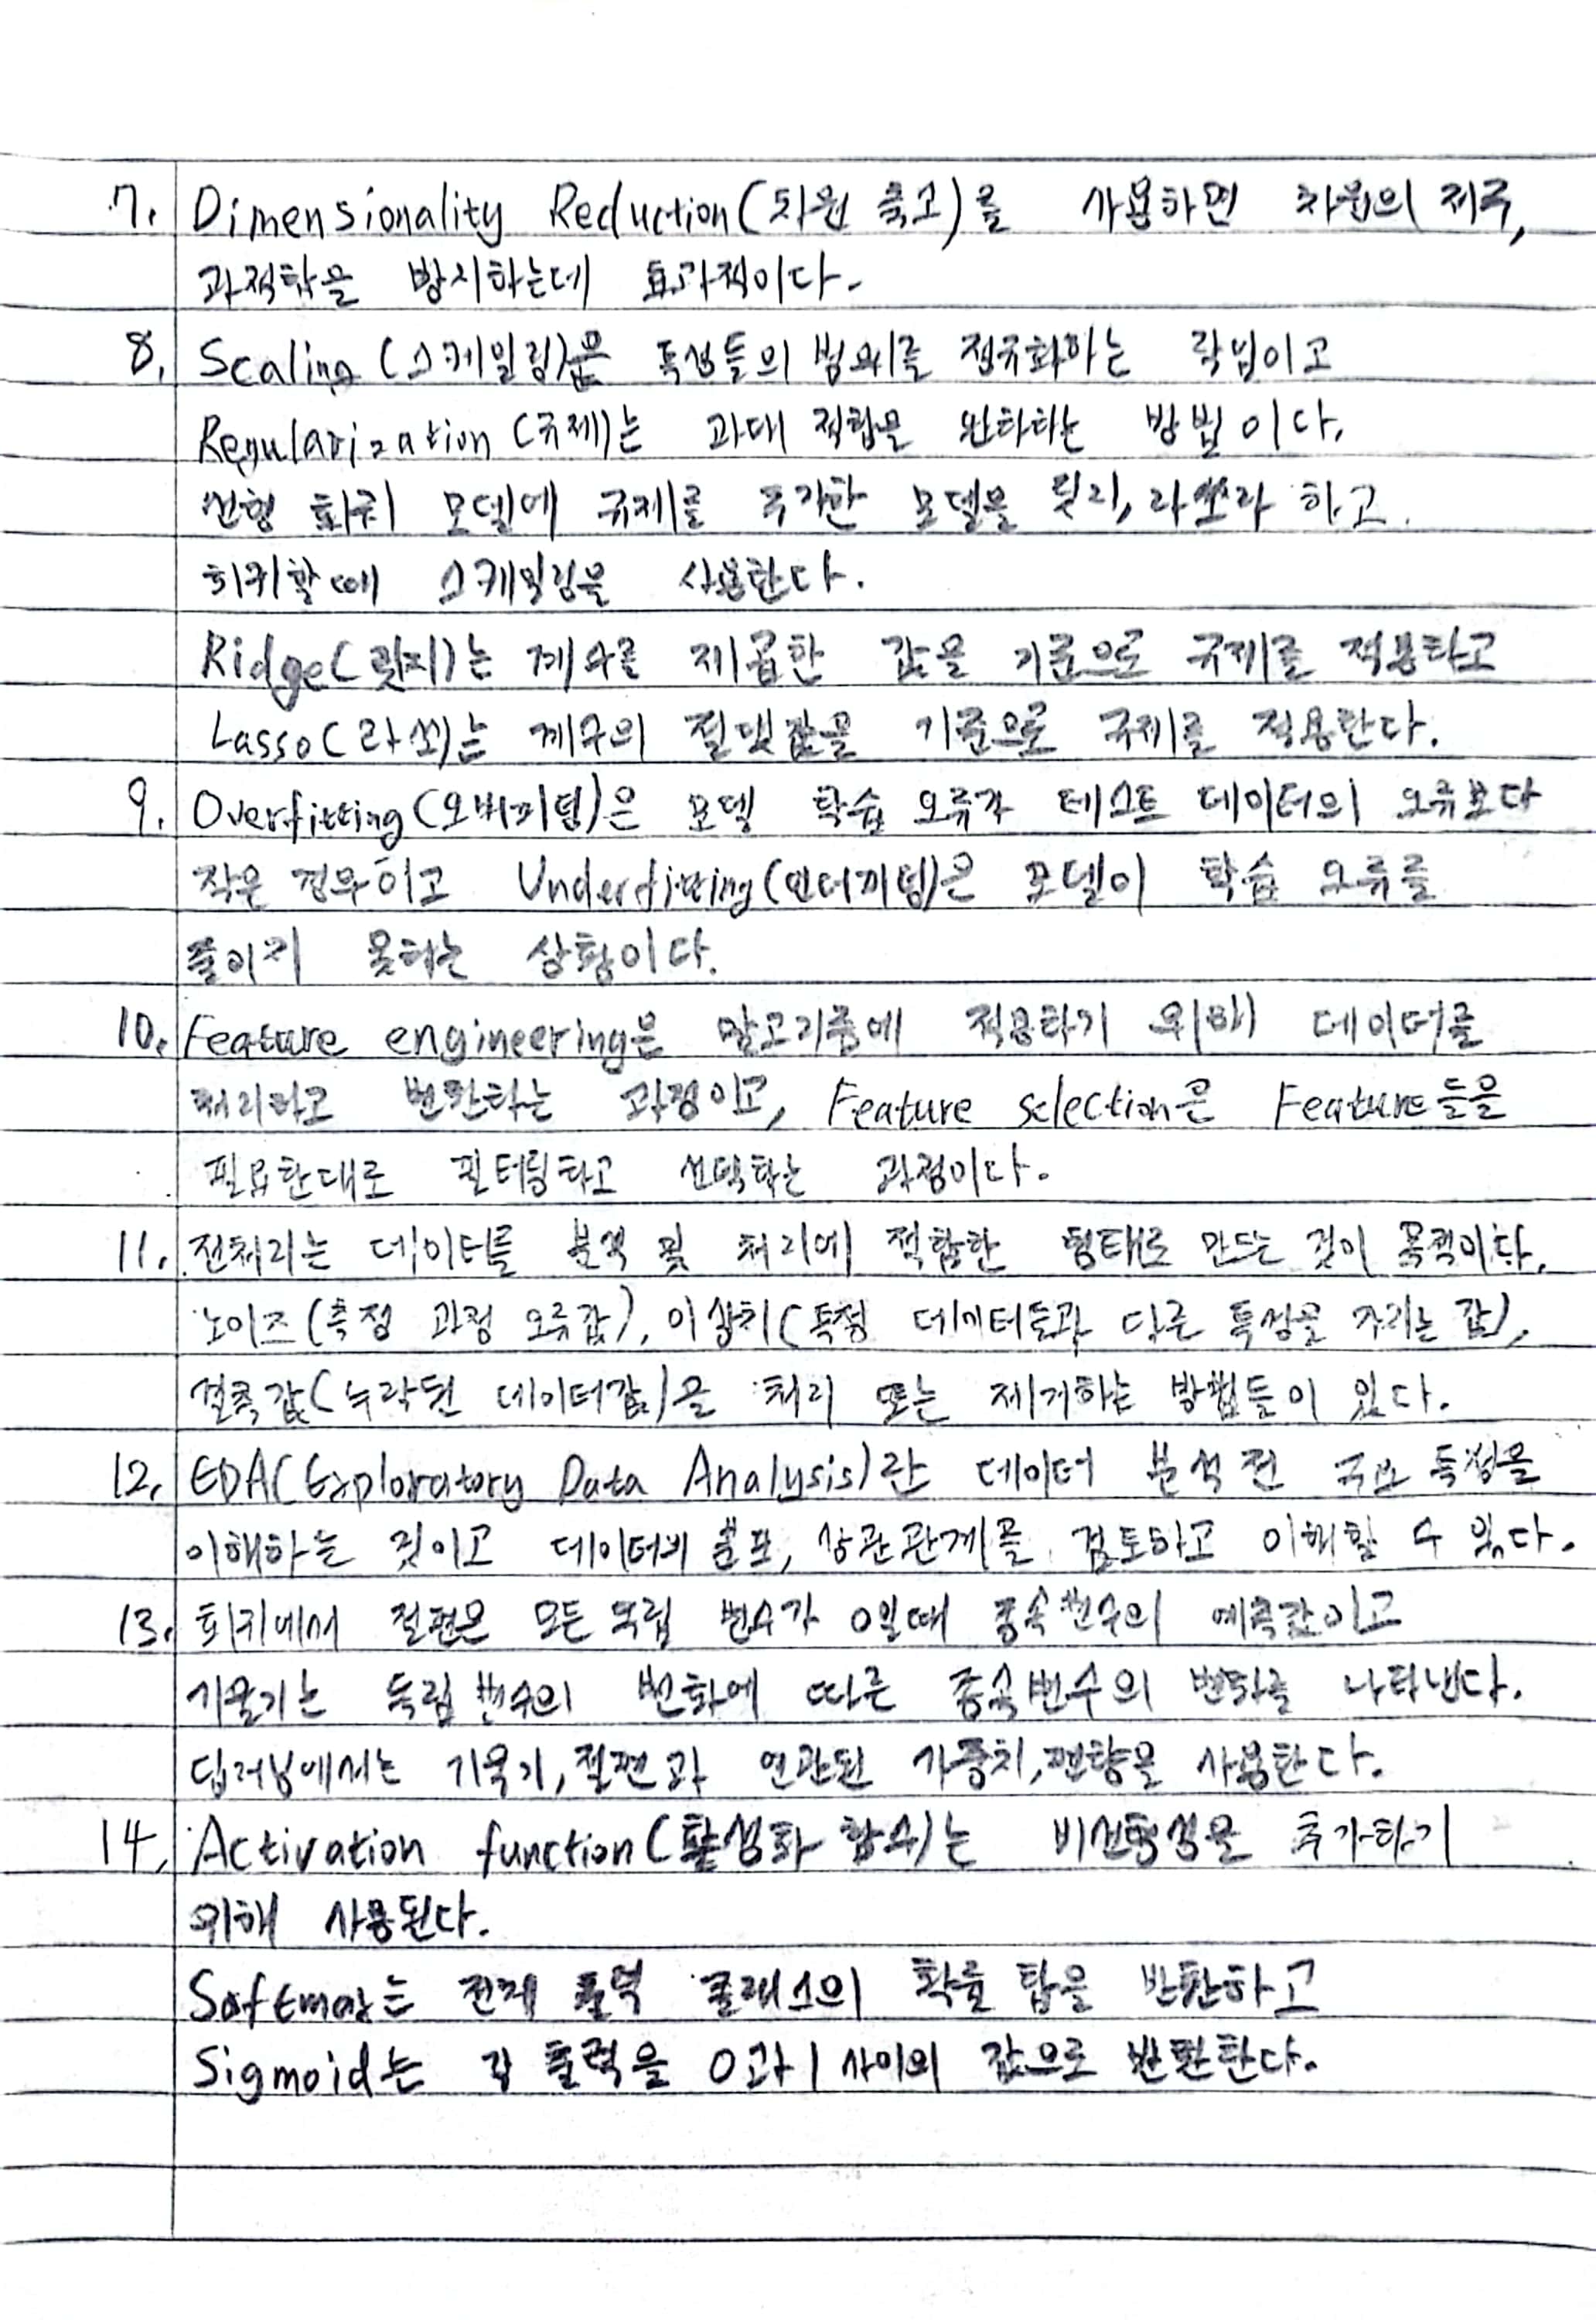 7. Dimensionality Reduction(차원 축소)를 사용하면 차원의 저주,
과적합을 방지하는데 효과적이다.
8. Scaling (스케일링)은 특성들의 범위를 정규화하는 작업이고
Regularization (규제)는 과대 적합을 완화하는 방법이다.
선형 회귀 모델에 규제를 추가한 모델을 릿지, 라쏘라 하고
회귀할때 스케일링을 사용한다.
Ridge(릿지)는 계수를 제곱한 값을 기준으로 규제를 적용하고
Lasso(라쏘)는 계수의 절댓값을 기준으로 규제를 적용한다.
9. Overfitting(오버피팅)은 모델 학습 오류가 테스트 데이터의 오류보다
작은 경우이고 Underfitting(언더피팅)은 모델이 학습 오류를
줄이지 못하는 상황이다.
10. Feature engineering은 알고리즘에 적용하기 위해 데이터를
처리하고 변환하는 과정이고, Feature selection은 Feature들을
필요한대로 필터링하고 선택하는 과정이다.
11. 전처리는 데이터를 분석 및 처리에 적합한 형태로 만드는 것이 목적이다.
노이즈(측정 과정 오류값), 이상치(특정 데이터들과 다른 특성을 가지는 값),
결측값(누락된 데이터값)을 처리 또는 제거하는 방법들이 있다.
12. EDA(Exploratory Data Analysis)란 데이터 분석 전 주요 특징을
이해하는 것이고 데이터의 분포, 상관관계를 검토하고 이해할 수 있다.
13. 회귀에서 절편은 모든 독립 변수가 0일때 종속변수의 예측값이고
기울기는 독립변수의 변화에 따른 종속변수의 변화를 나타낸다.
딥러닝에서는 기울기, 절편과 연관된 가중치, 편향을 사용한다.
14. Activation function(활성화 함수)는 비선형성을 추가하기
위해 사용된다.
Softmax는 전체 출력 클래스의 확률 합을 반환하고
Sigmoid는 각 출력을 0과 1 사이의 값으로 반환한다.